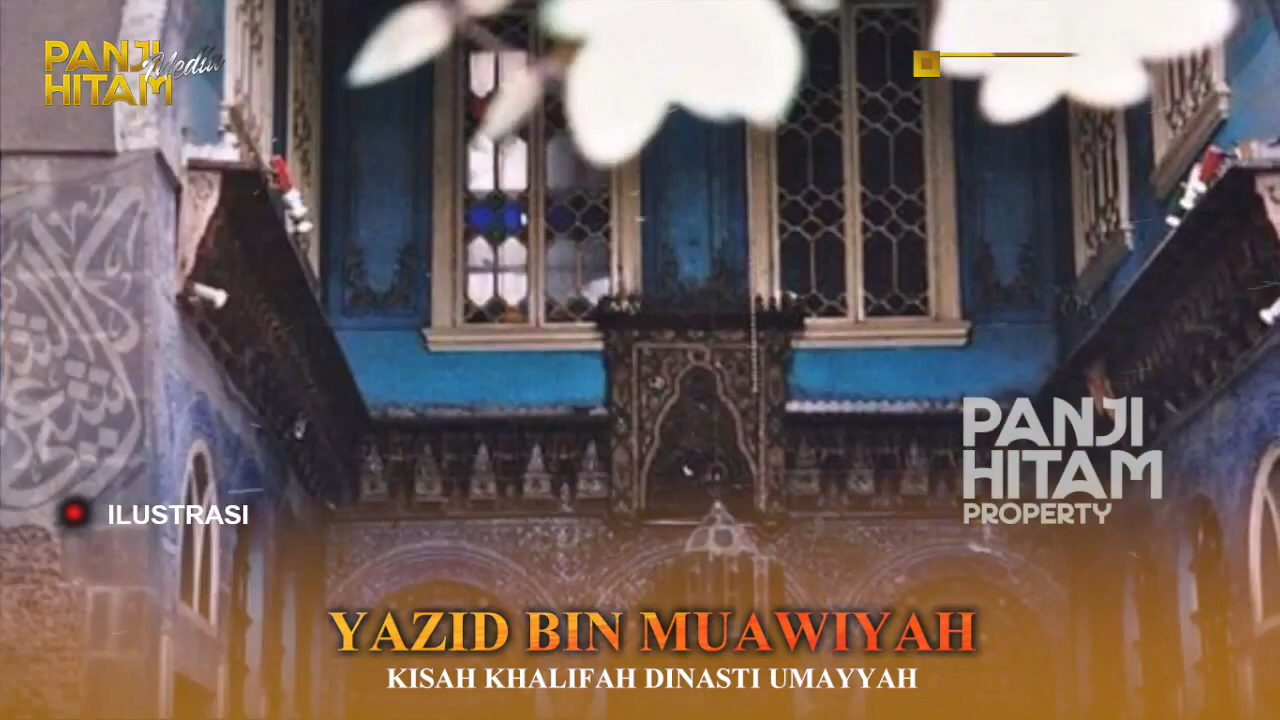 PANJI
HITAM
Media
PANJI
HITAM
PROPERTY
ILUSTRASI
YAZID BIN MUAWIYAH
KISAH KHALIFAH DINASTI UMAYYAH